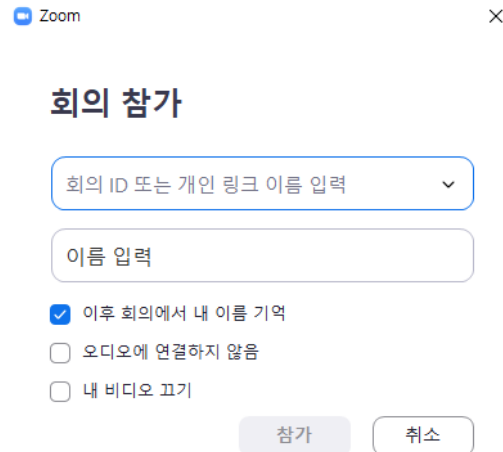 Zoom
회의 참가
회의 ID 또는 개인 링크 이름 입력
이름 입력
이후 회의에서 내 이름 기억
오디오에 연결하지 않음
내 비디오 끄기
참가 취소